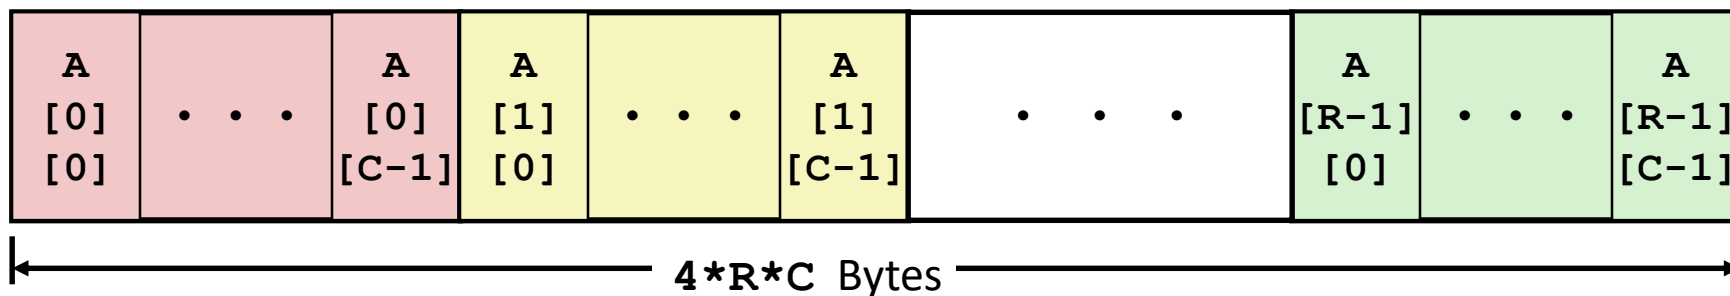 A A A A A A
[0] • • • [0] [1] • • • [1] • • • [R-1] • • • [R-1]
[0] [C-1] [0] [C-1] [0] [C-1]
4*R*C Bytes